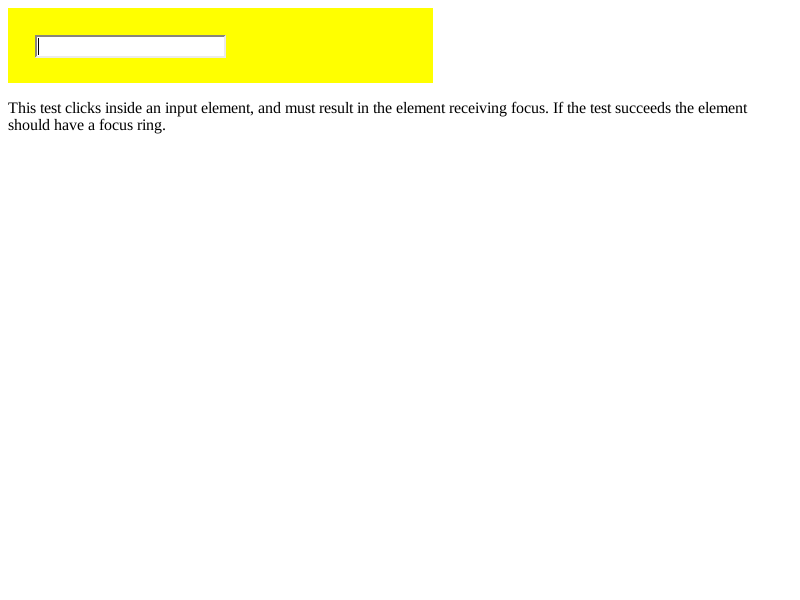 This test clicks inside an input element, and must result in the element receiving focus. If the test succeeds the element
should have a focus ring.